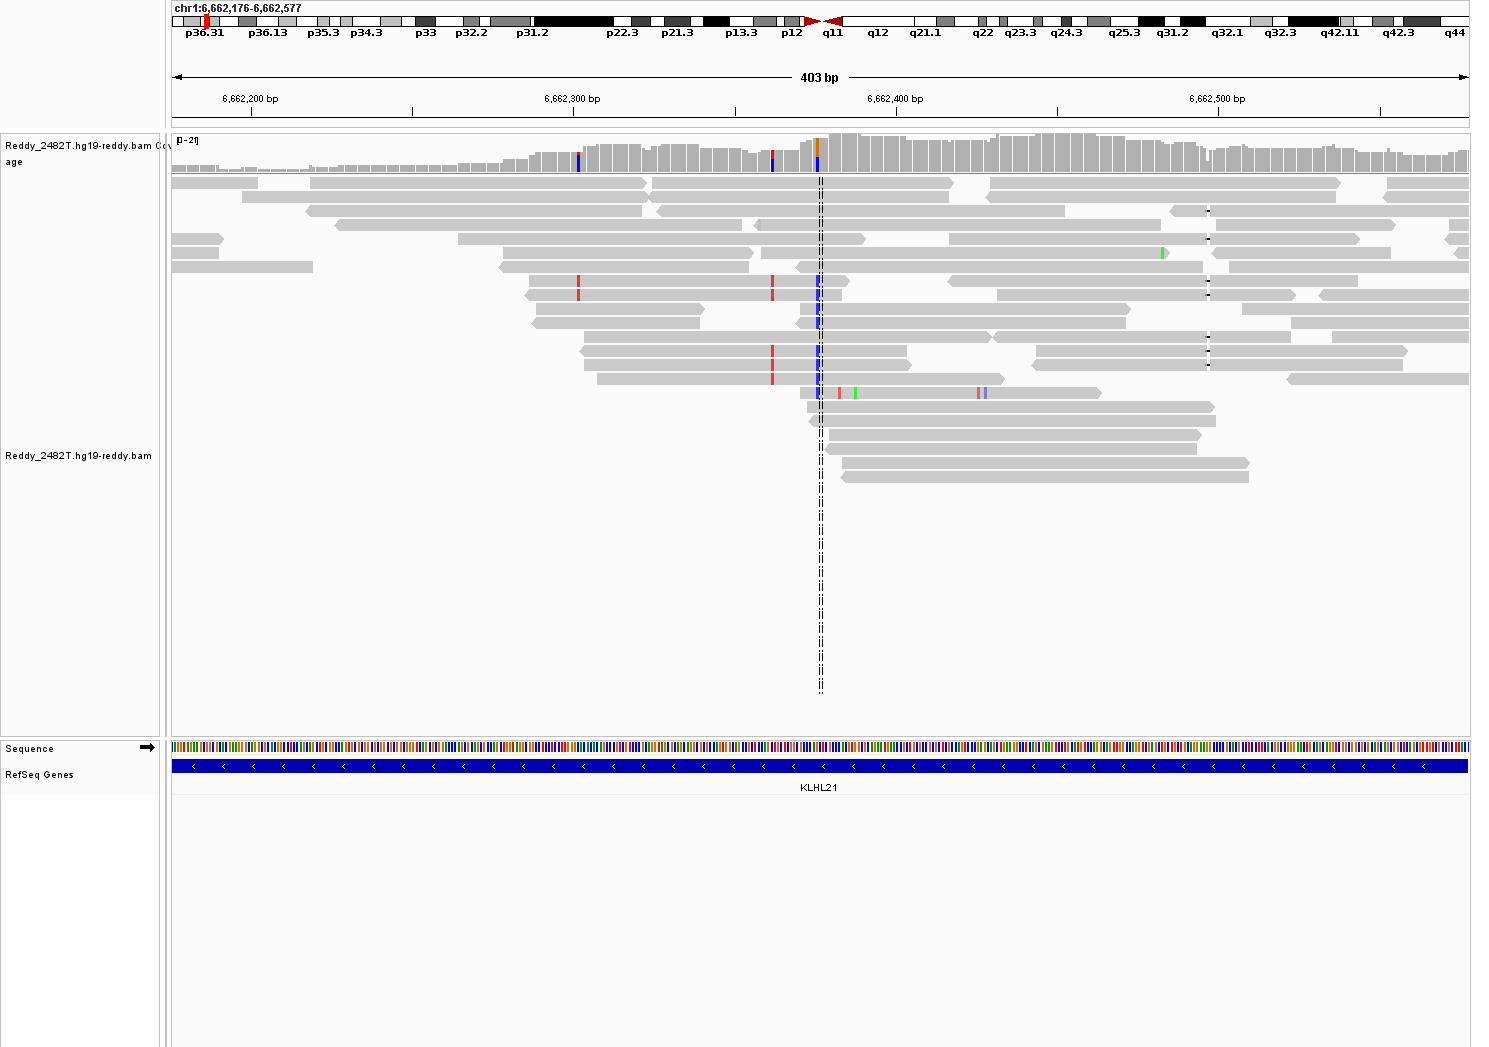 chr1:6,662,176-6,662,577
p36.31 p36.13 p35.3 p34.3 p33 p32.2 p31.2 p22.3 p21.3 p13.3 p12 q11 q12 q21.1 q22 q23.3 q24.3 q25.3 q31.2 q32.1 q32.3 q42.11 q42.3 q44
403 bp
6,662,200 bp 6,662,300 bp 6,662,400 bp 6,662,500 bp
Reddy_2482T.hg19-reddy.bam Cov
age
[0 - 21]
Reddy_2482T.hg19-reddy.bam
Sequence
RefSeq Genes
KLHL21